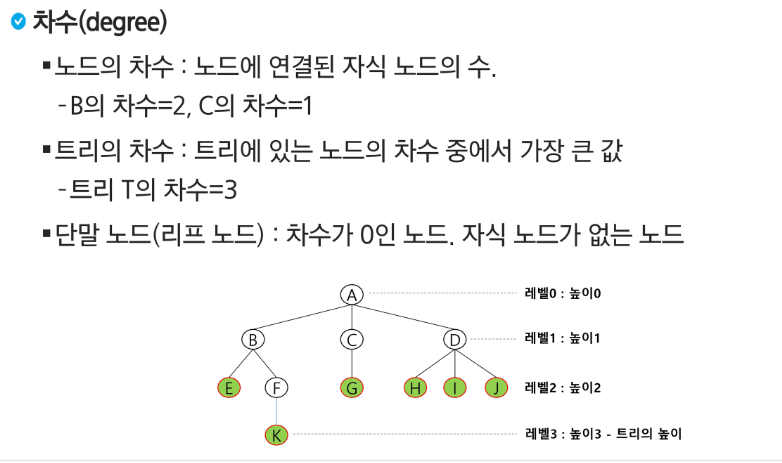 차수(degree)
▪노드의 차수 : 노드에 연결된 자식 노드의 수.
-B의 차수=2, C의 차수=1
▪트리의 차수 : 트리에 있는 노드의 차수 중에서 가장 큰 값
-트리 T의 차수=3
▪단말 노드(리프 노드) : 차수가 0인 노드. 자식 노드가 없는 노드
A 레벨0 : 높이0
B C D 레벨1 : 높이1
E F G H I J 레벨2 : 높이2
K 레벨3 : 높이3 - 트리의 높이